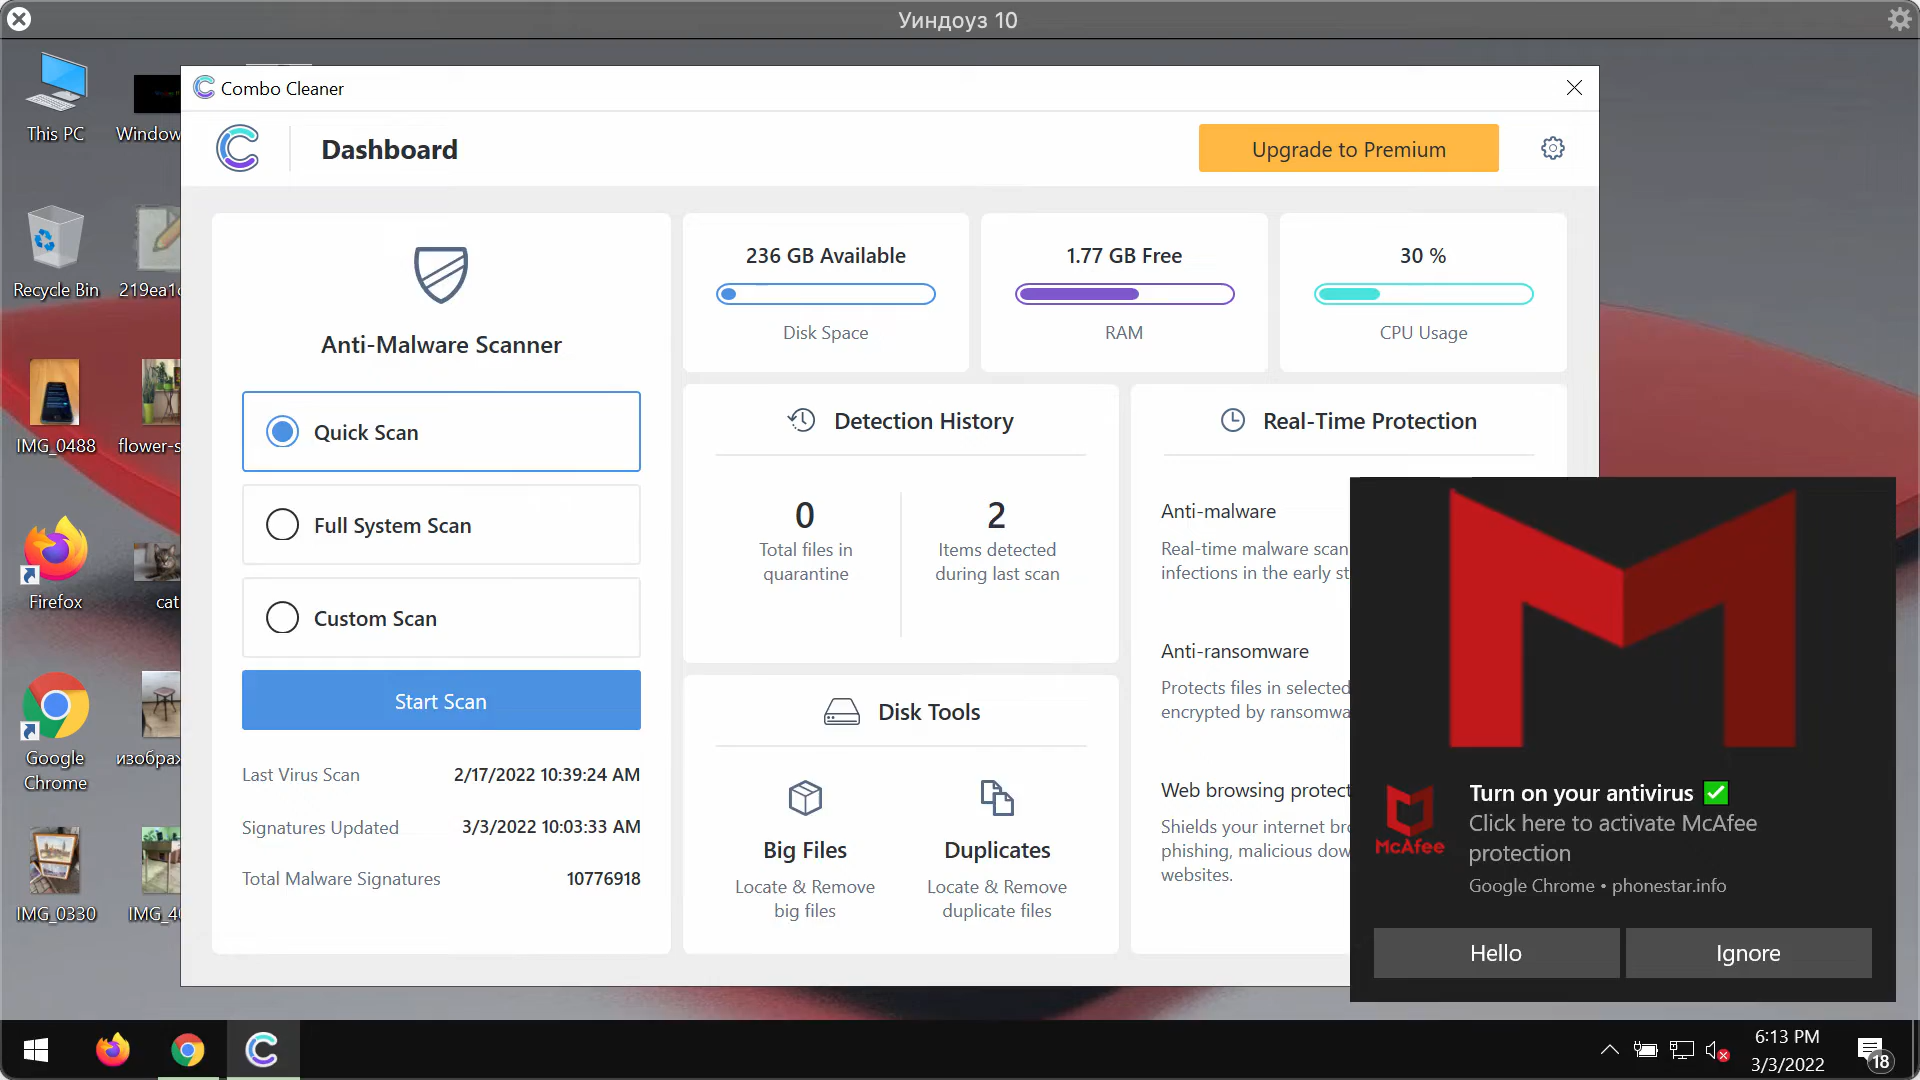 Уиндоуз 10
This PC
Window
Recycle Bin
219ea1
IMG_0488
flower-s
Firefox
cat
Google
Chrome
изображ
IMG_0330
IMG_4
Combo Cleaner
Dashboard
Upgrade to Premium
Anti-Malware Scanner
Quick Scan
Full System Scan
Custom Scan
Start Scan
Last Virus Scan 2/17/2022 10:39:24 AM
Signatures Updated 3/3/2022 10:03:33 AM
Total Malware Signatures 10776918
236 GB Available
Disk Space
1.77 GB Free
RAM
30 %
CPU Usage
Detection History
0
Total files in
quarantine
2
Items detected
during last scan
Disk Tools
Big Files
Locate & Remove
big files
Duplicates
Locate & Remove
duplicate files
Real-Time Protection
Anti-malware
Real-time malware scan
infections in the early st
Anti-ransomware
Protects files in selected
encrypted by ransomwa
Web browsing protect
Shields your internet bro
phishing, malicious dow
websites.
McAfee
Turn on your antivirus ✅
Click here to activate McAfee
protection
Google Chrome • phonestar.info
Hello
Ignore
6:13 PM
3/3/2022
18